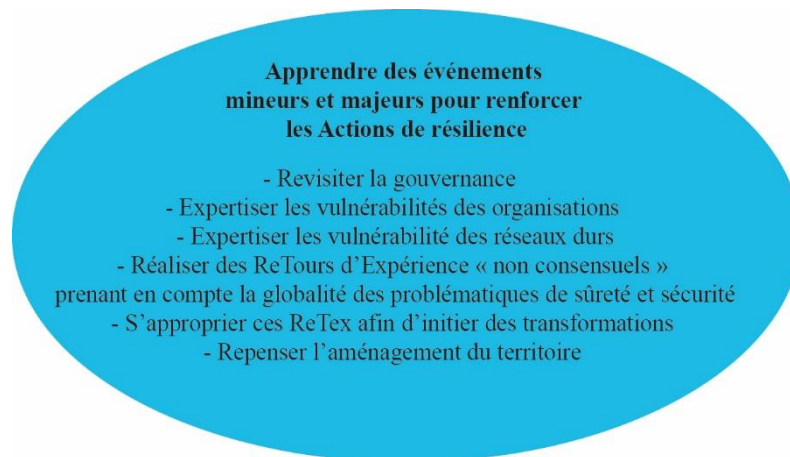 Apprendre des événements
mineurs et majeurs pour renforcer
les Actions de résilience
- Revisiter la gouvernance
- Expertiser les vulnérabilités des organisations
- Expertiser les vulnérabilité des réseaux durs
- Réaliser des ReTours d’Expérience « non consensuels »
prenant en compte la globalité des problématiques de sûreté et sécurité
- S’approprier ces ReTex afin d’initier des transformations
- Repenser l’aménagement du territoire